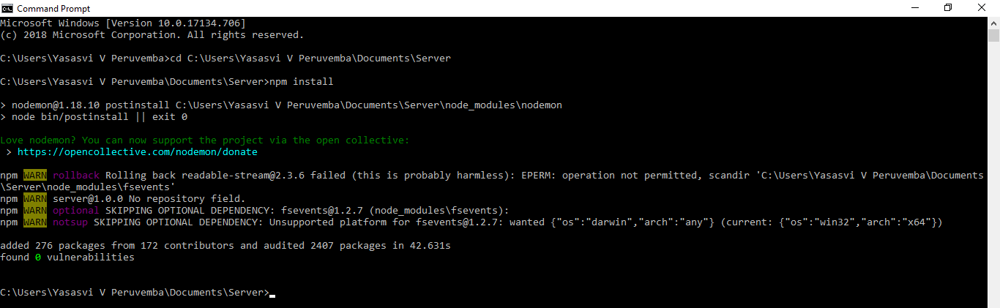 Command Prompt
Microsoft Windows [Version 10.0.17134.706]
(c) 2018 Microsoft Corporation. All rights reserved.
C:\Users\Yasasvi V Peruvemba>cd C:\Users\Yasasvi V Peruvemba\Documents\Server
C:\Users\Yasasvi V Peruvemba\Documents\Server>npm install
> nodemon@1.18.10 postinstall C:\Users\Yasasvi V Peruvemba\Documents\Server\node_modules\nodemon
> node bin/postinstall || exit 0
Love nodemon? You can now support the project via the open collective:
 > https://opencollective.com/nodemon/donate
npm WARN rollback Rolling back readable-stream@2.3.6 failed (this is probably harmless): EPERM: operation not permitted, scandir 'C:\Users\Yasasvi V Peruvemba\Documents
\Server\node_modules\fsevents'
npm WARN server@1.0.0 No repository field.
npm WARN optional SKIPPING OPTIONAL DEPENDENCY: fsevents@1.2.7 (node_modules\fsevents):
npm WARN notsup SKIPPING OPTIONAL DEPENDENCY: Unsupported platform for fsevents@1.2.7: wanted {"os":"darwin","arch":"any"} (current: {"os":"win32","arch":"x64"})
added 276 packages from 172 contributors and audited 2407 packages in 42.631s
found 0 vulnerabilities
C:\Users\Yasasvi V Peruvemba\Documents\Server>